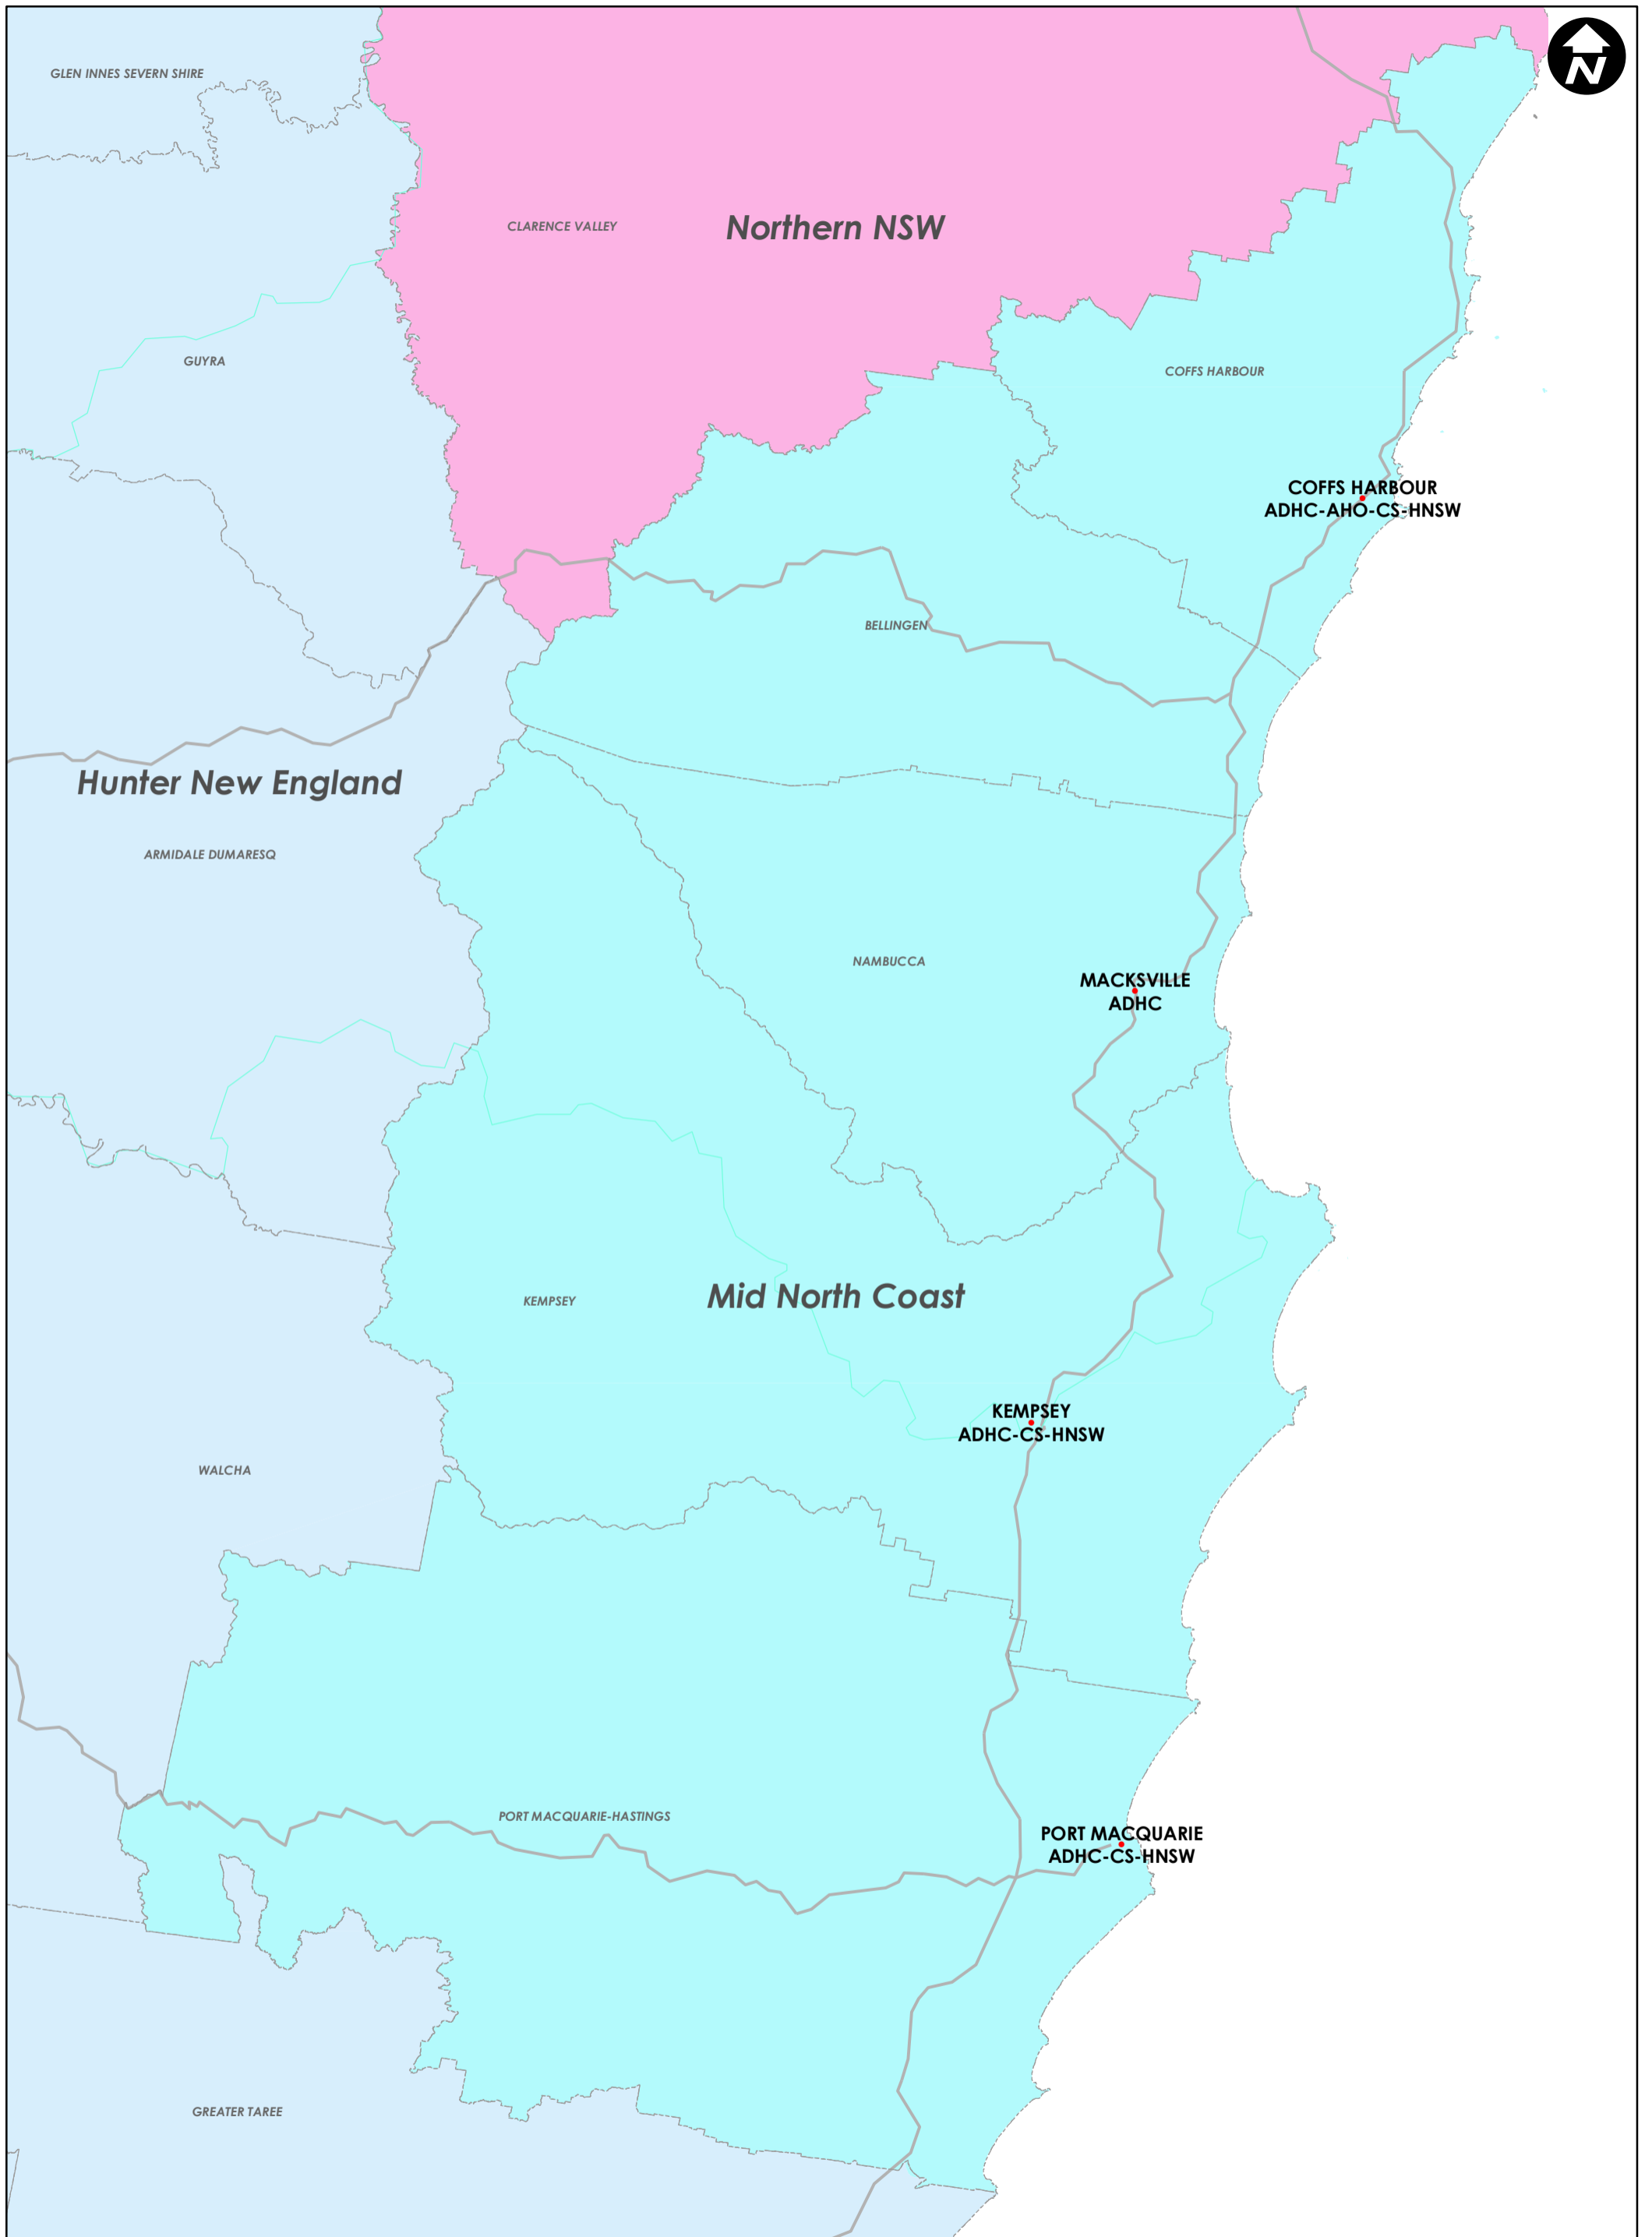 N
GLEN INNES SEVERN SHIRE
CLARENCE VALLEY
Northern NSW
GUYRA
COFFS HARBOUR
COFFS HARBOUR
ADHC-AHO-CS-HNSW
BELLINGEN
Hunter New England
ARMIDALE DUMARESQ
NAMBUCCA
MACKSVILLE
ADHC
Mid North Coast
KEMPSEY
KEMPSEY
ADHC-CS-HNSW
WALCHA
PORT MACQUARIE-HASTINGS
PORT MACQUARIE
ADHC-CS-HNSW
GREATER TAREE